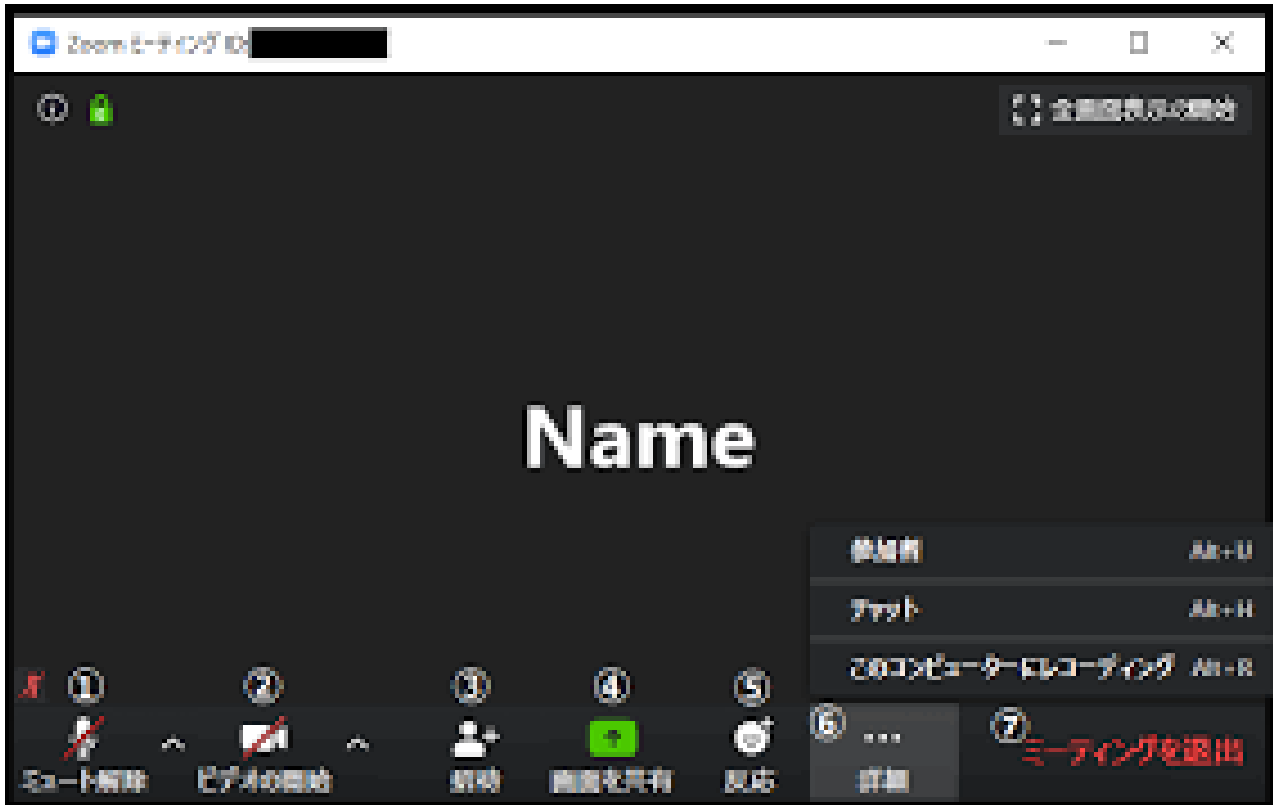 Zoom ミーティング ID:
全画面表示の開始
Name
参加者 Alt+U
チャット Alt+H
このコンピューターにレコーディング Alt+R
① ② ③ ④ ⑤ ⑥ ⑦
ミュート解除 ビデオの開始 招待 画面を共有 反応 詳細 ミーティングを退出